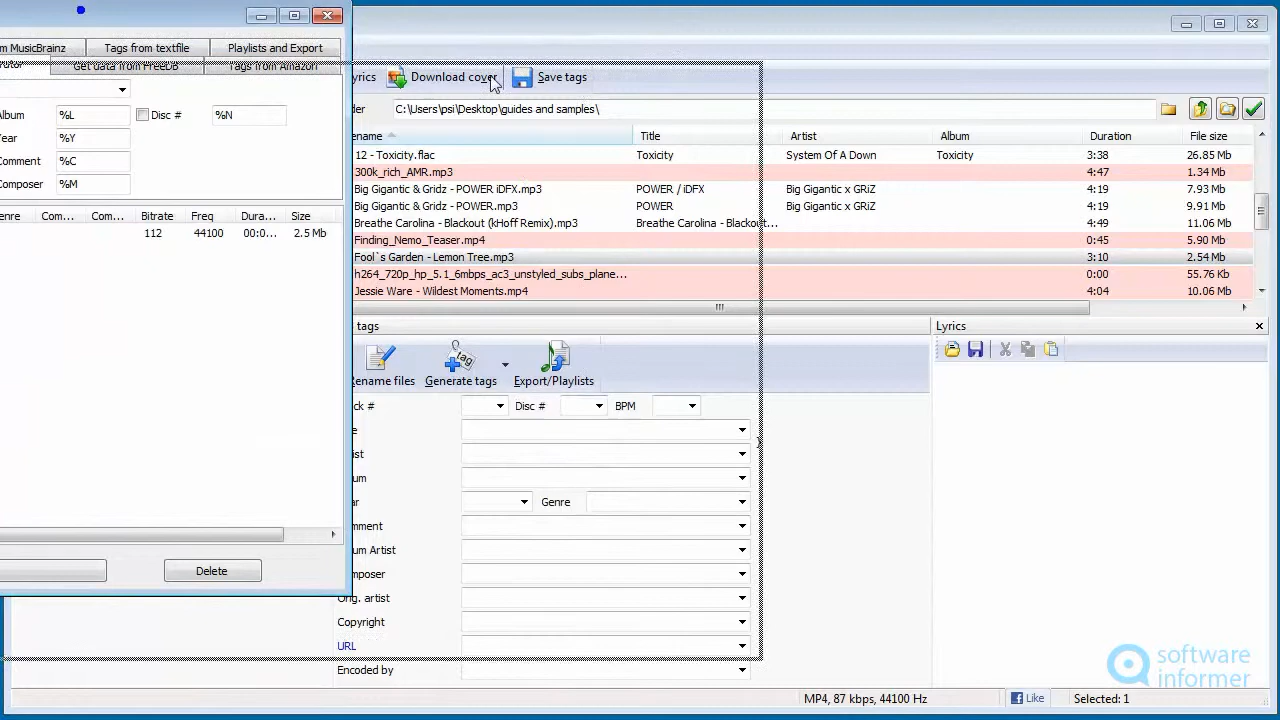 m MusicBrainz Tags from textfile Playlists and Export
Get data from FreeDB Tags from Amazon
Album %L Disc # %N
Year %Y
Comment %C
Composer %M
enre Com... Com... Bitrate Freq Dura... Size
112 44100 00:0... 2.5 Mb
Delete
yrics Download cover Save tags
der C:\Users\psi\Desktop\guides and samples\
ename Title Artist Album Duration File size
12 - Toxicity.flac Toxicity System Of A Down Toxicity 3:38 26.85 Mb
300k_rich_AMR.mp3 4:47 1.34 Mb
Big Gigantic & Gridz - POWER iDFX.mp3 POWER / iDFX Big Gigantic x GRiZ 4:19 7.93 Mb
Big Gigantic & Gridz - POWER.mp3 POWER Big Gigantic x GRiZ 4:19 9.91 Mb
Breathe Carolina - Blackout (kHoff Remix).mp3 Breathe Carolina - Blackout... 4:49 11.06 Mb
Finding_Nemo_Teaser.mp4 0:45 5.90 Mb
Fool`s Garden - Lemon Tree.mp3 3:10 2.54 Mb
h264_720p_hp_5.1_6mbps_ac3_unstyled_subs_plane... 0:00 55.76 Kb
Jessie Ware - Wildest Moments.mp4 4:04 10.06 Mb
tags Lyrics
Rename files Generate tags Export/Playlists
ck # Disc # BPM
e
ist
um
ar Genre
mment
um Artist
poser
Orig. artist
Copyright
URL
Encoded by
MP4, 87 kbps, 44100 Hz Like Selected: 1
software
informer